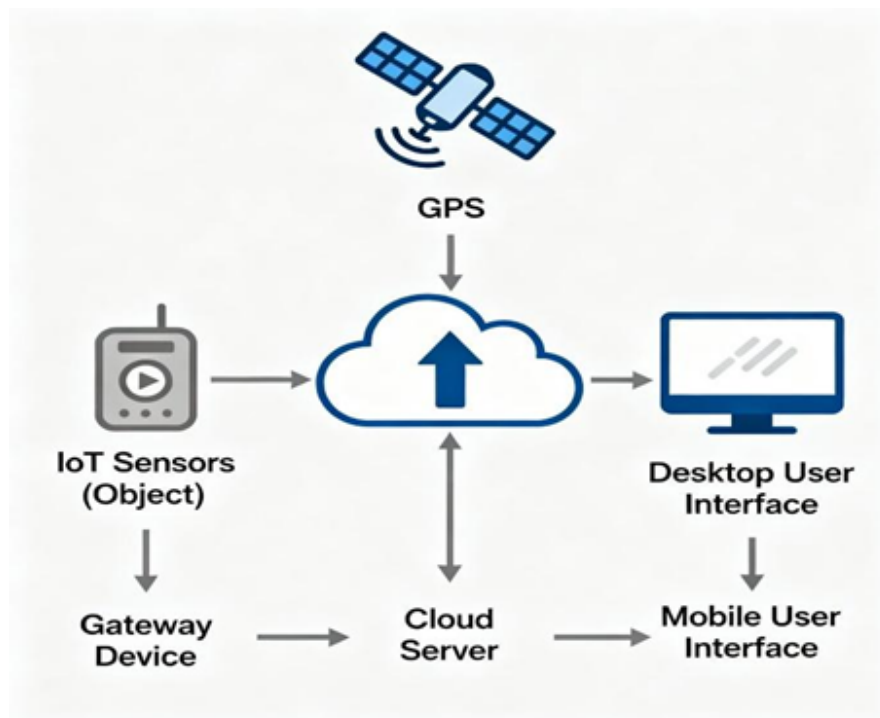 GPS
IoT Sensors
(Object)
Desktop User
Interface
Gateway
Device
Cloud
Server
Mobile User
Interface